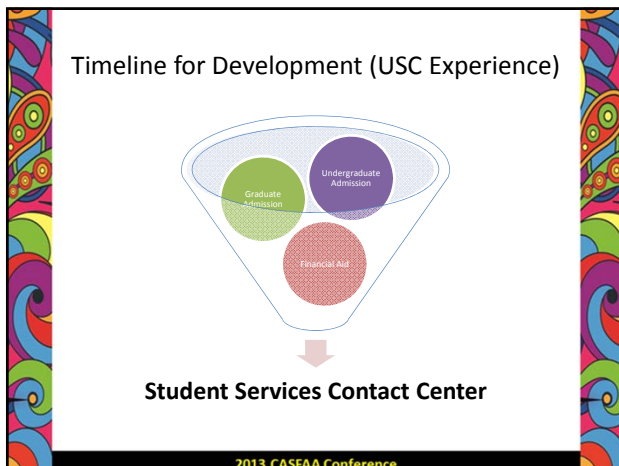 Timeline for Development (USC Experience)
Undergraduate
Admission
Graduate
Admission
Financial Aid
Student Services Contact Center
2013 CASFAA Conference